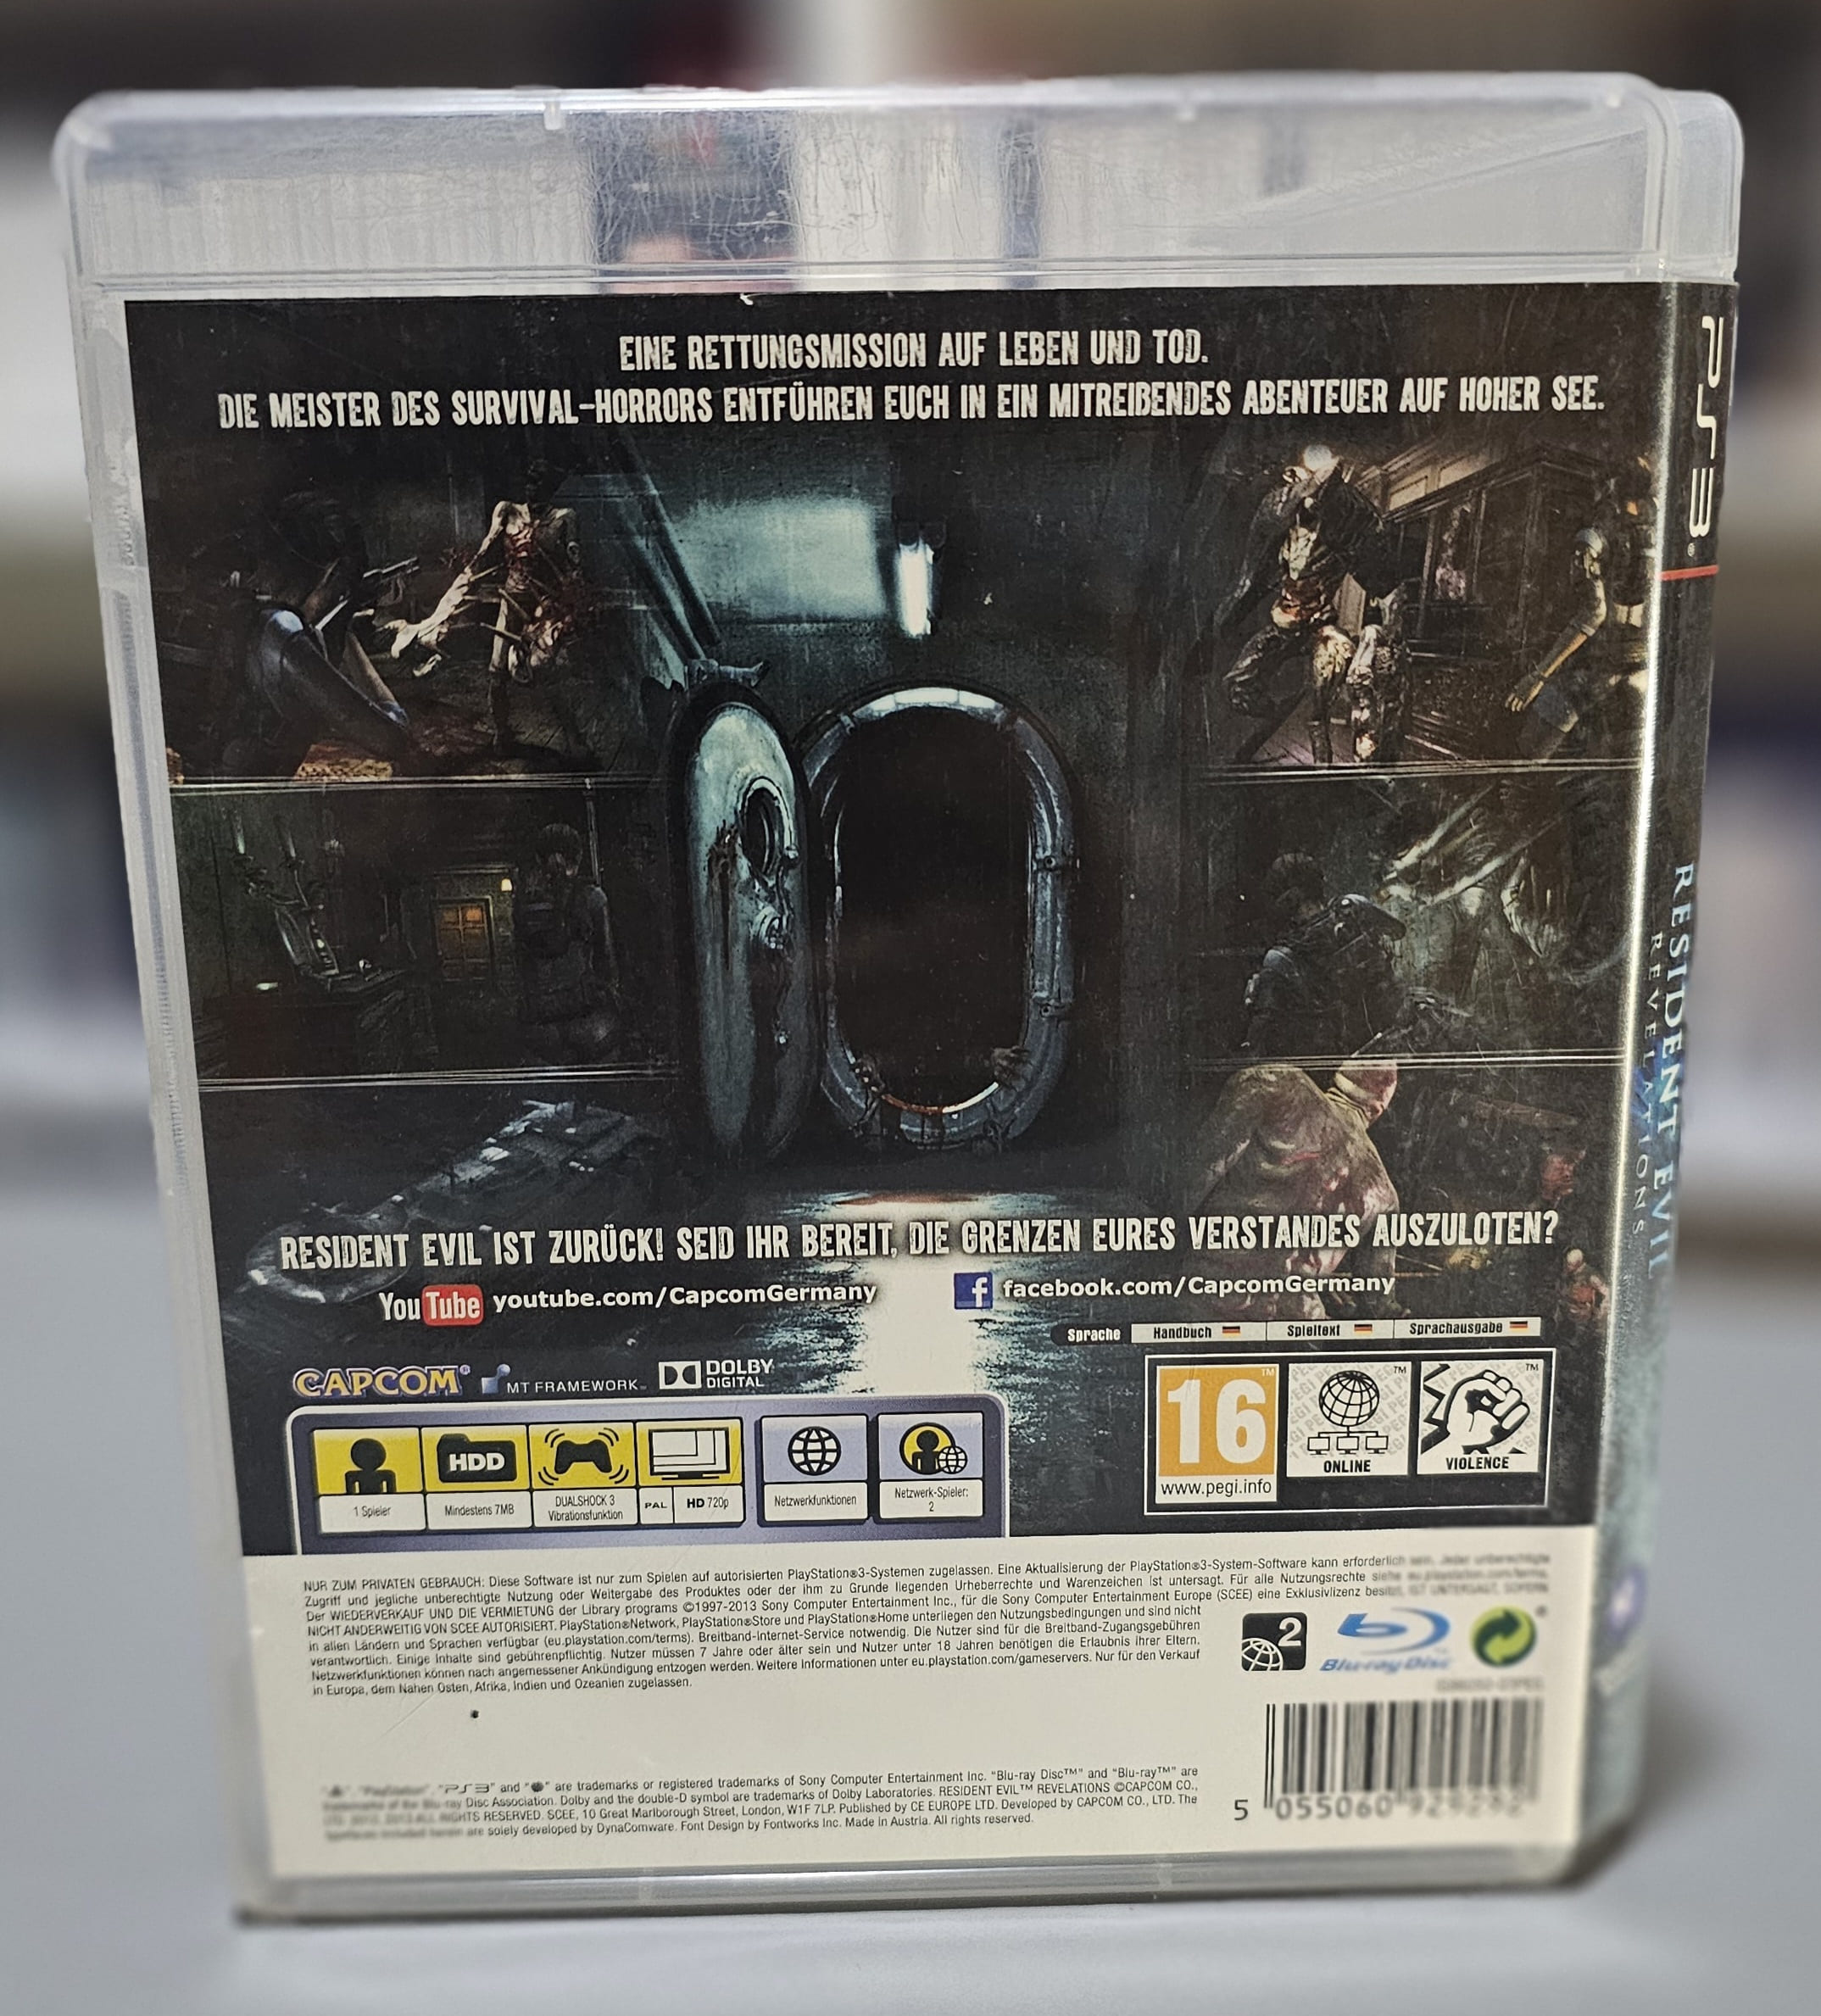 EINE RETTUNGSMISSION AUF LEBEN UND TOD.
DIE MEISTER DES SURVIVAL-HORRORS ENTFÜHREN EUCH IN EIN MITREIßENDES ABENTEUER AUF HOHER SEE.
PS3
RESIDENT EVIL
REVELATIONS
RESIDENT EVIL IST ZURÜCK! SEID IHR BEREIT, DIE GRENZEN EURES VERSTANDES AUSZULOTEN?
YouTube youtube.com/CapcomGermany
f facebook.com/CapcomGermany
Sprache Handbuch Spieltext Sprachausgabe
CAPCOM® MT FRAMEWORK™ DOLBY DIGITAL
1 Spieler
HDD
Mindestens 7MB
DUALSHOCK 3
Vibrationsfunktion
PAL HD 720p
Netzwerkfunktionen
Netzwerk-Spieler:
2
16™
www.pegi.info
ONLINE
VIOLENCE
NUR ZUM PRIVATEN GEBRAUCH: Diese Software ist nur zum Spielen auf autorisierten PlayStation®3-Systemen zugelassen. Eine Aktualisierung der PlayStation®3-System-Software kann erforderlich sein. Jeder unberechtigte
Zugriff und jegliche unberechtigte Nutzung oder Weitergabe des Produktes oder der ihm zu Grunde liegenden Urheberrechte und Warenzeichen ist untersagt. Für alle Nutzungsrechte siehe eu.playstation.com/terms.
Der WIEDERVERKAUF UND DIE VERMIETUNG der Library programs ©1997-2013 Sony Computer Entertainment Inc., für die Sony Computer Entertainment Europe (SCEE) eine Exklusivlizenz besitzt, IST UNTERSAGT, SOFERN
NICHT ANDERWEITIG VON SCEE AUTORISIERT. PlayStation®Network, PlayStation®Store und PlayStation®Home unterliegen den Nutzungsbedingungen und sind nicht
in allen Ländern und Sprachen verfügbar (eu.playstation.com/terms). Breitband-Internet-Service notwendig. Die Nutzer sind für die Breitband-Zugangsgebühren
verantwortlich. Einige Inhalte sind gebührenpflichtig. Nutzer müssen 7 Jahre oder älter sein und Nutzer unter 18 Jahren benötigen die Erlaubnis ihrer Eltern.
Netzwerkfunktionen können nach angemessener Ankündigung entzogen werden. Weitere Informationen unter eu.playstation.com/gameservers. Nur für den Verkauf
in Europa, dem Nahen Osten, Afrika, Indien und Ozeanien zugelassen.
2
Blu-ray Disc
"PlayStation", "PS3" and are trademarks or registered trademarks of Sony Computer Entertainment Inc. "Blu-ray Disc™" and "Blu-ray™" are
trademarks of the Blu-ray Disc Association. Dolby and the double-D symbol are trademarks of Dolby Laboratories. RESIDENT EVIL™ REVELATIONS ©CAPCOM CO.,
LTD. 2012, 2013 ALL RIGHTS RESERVED. SCEE, 10 Great Marlborough Street, London, W1F 7LP. Published by CE EUROPE LTD. Developed by CAPCOM CO., LTD. The
typefaces included herein are solely developed by DynaComware. Font Design by Fontworks Inc. Made in Austria. All rights reserved.
5 055060 929292